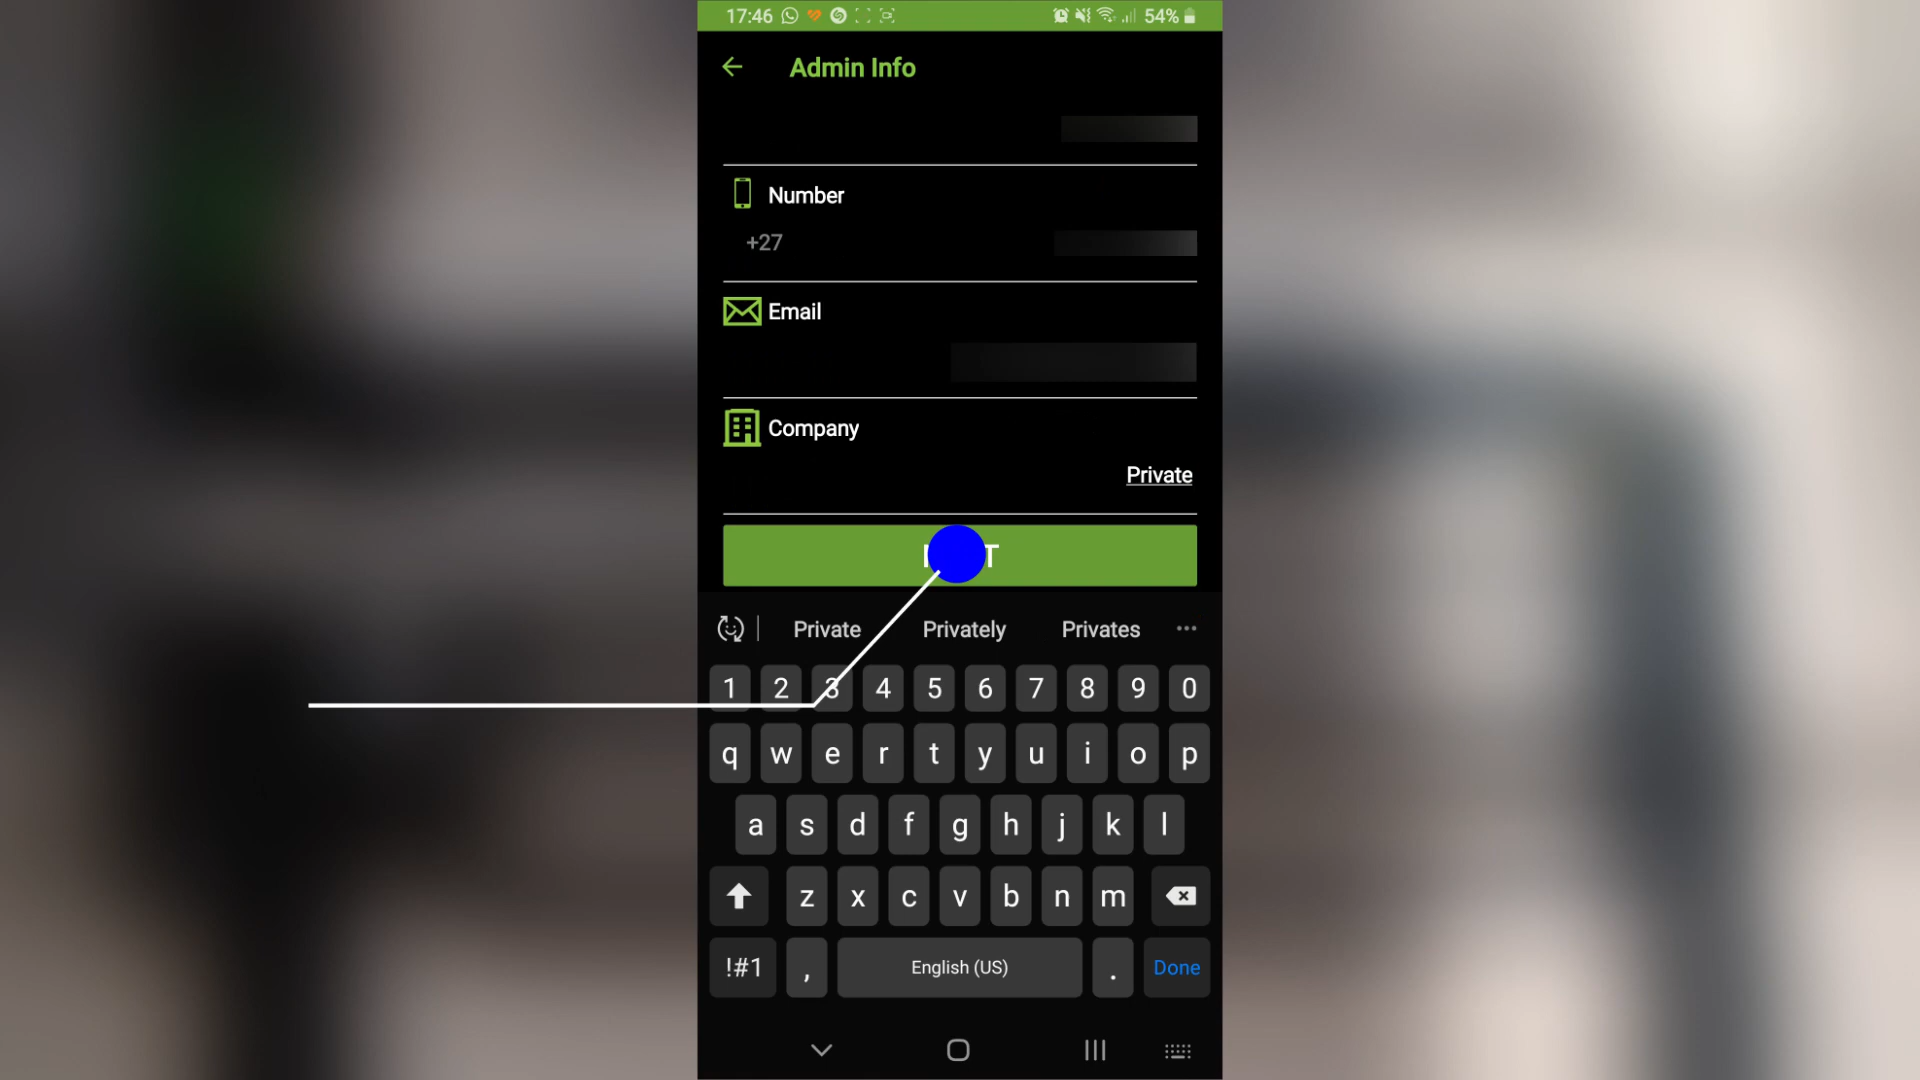 17:46 54%
Admin Info
Number
+27
Email
Company
Private
Private Privately Privates
1 2 3 4 5 6 7 8 9 0
q w e r t y u i o p
a s d f g h j k l
z x c v b n m
!#1 , English (US) . Done